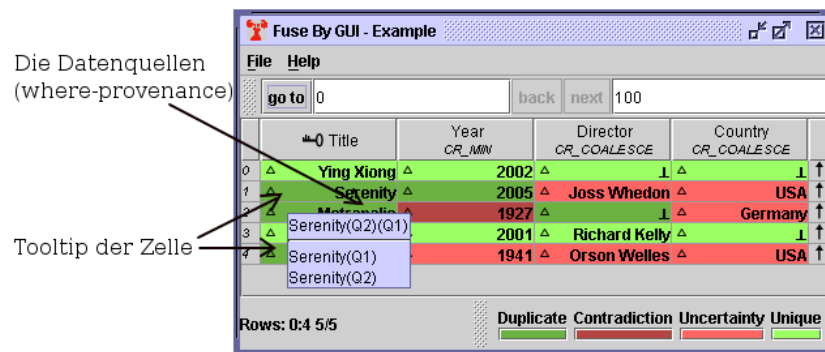 Fuse By GUI - Example
Die Datenquellen
(where-provenance)
Tooltip der Zelle
File Help
go to 0 back next 100
Title Year Director Country
CR_MIN CR_COALESCE CR_COALESCE
0 Ying Xiong 2002 ⊥ ⊥
1 Serenity 2005 Joss Whedon USA
2 Metropolis 1927 ⊥ Germany
Serenity(Q2)(Q1)
3 2001 Richard Kelly ⊥
Serenity(Q1)
4 1941 Orson Welles USA
Serenity(Q2)
Rows: 0:4 5/5
Duplicate Contradiction Uncertainty Unique